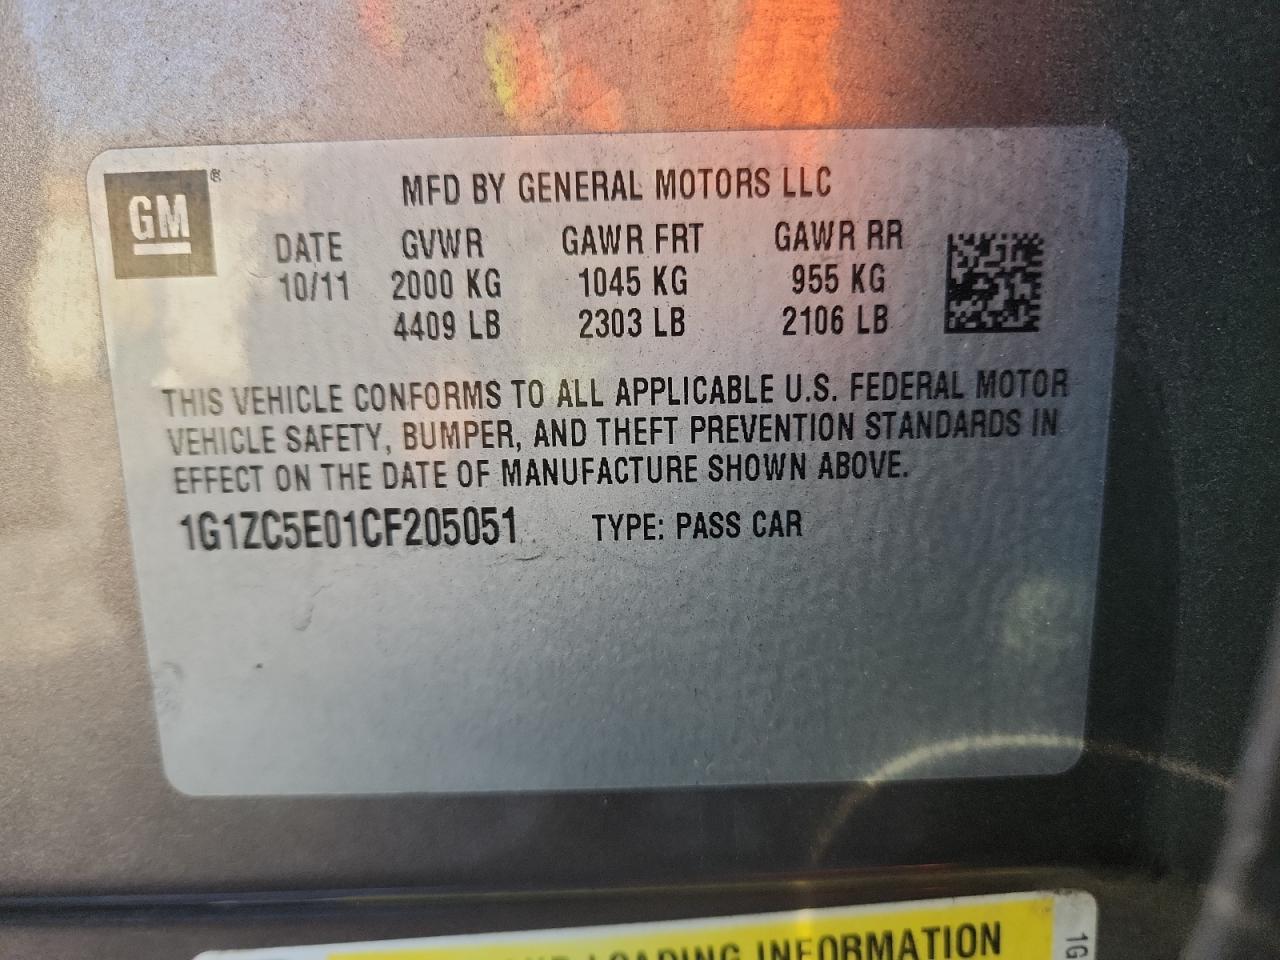 GM®
MFD BY GENERAL MOTORS LLC
DATE GVWR GAWR FRT GAWR RR
10/11 2000 KG 1045 KG 955 KG
4409 LB 2303 LB 2106 LB
THIS VEHICLE CONFORMS TO ALL APPLICABLE U.S. FEDERAL MOTOR
VEHICLE SAFETY, BUMPER, AND THEFT PREVENTION STANDARDS IN
EFFECT ON THE DATE OF MANUFACTURE SHOWN ABOVE.
1G1ZC5E01CF205051 TYPE: PASS CAR
LOADING INFORMATION
1G